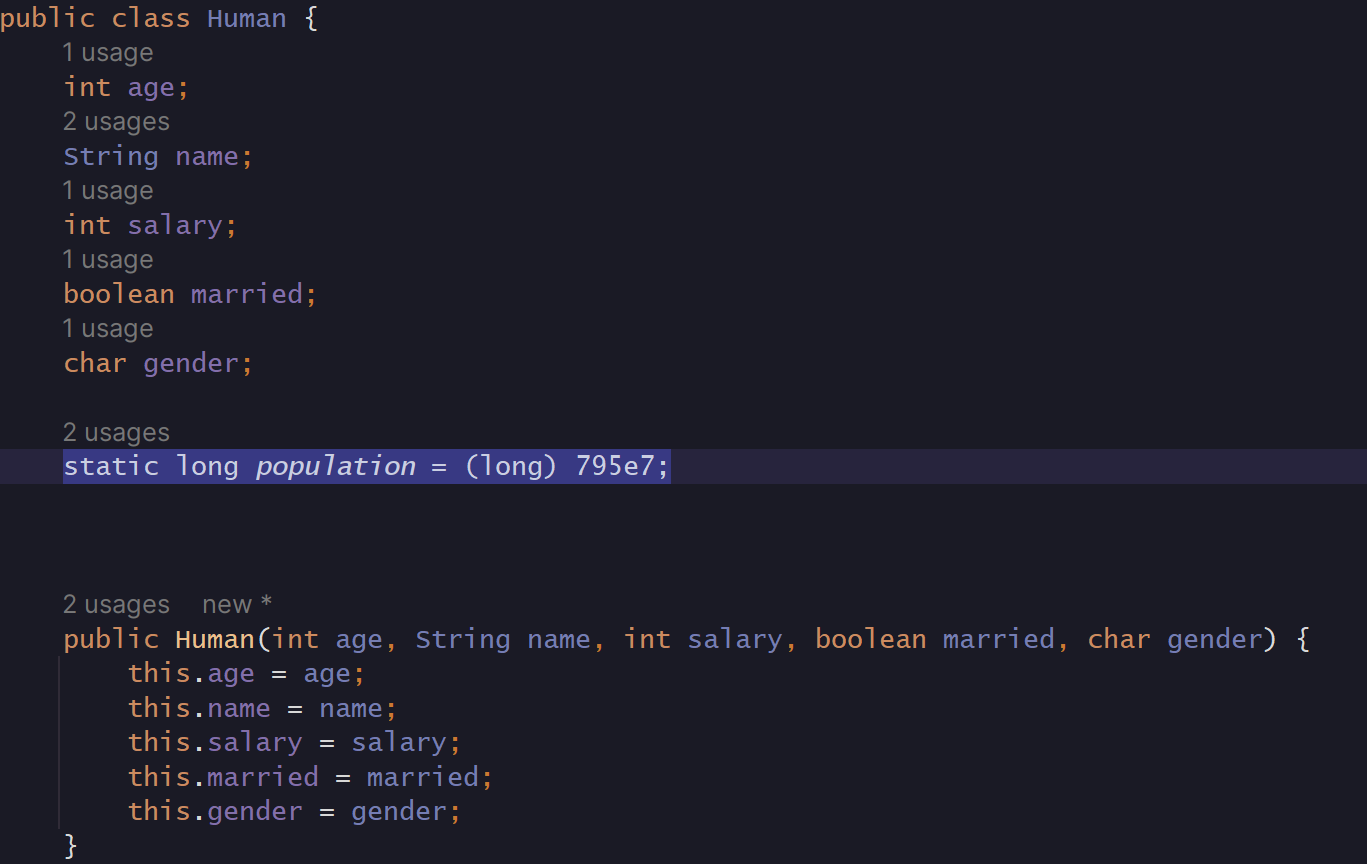 public class Human {
1 usage
int age;
2 usages
String name;
1 usage
int salary;
1 usage
boolean married;
1 usage
char gender;
2 usages
static long population = (long) 795e7;
2 usages new *
public Human(int age, String name, int salary, boolean married, char gender) {
this.age = age;
this.name = name;
this.salary = salary;
this.married = married;
this.gender = gender;
}